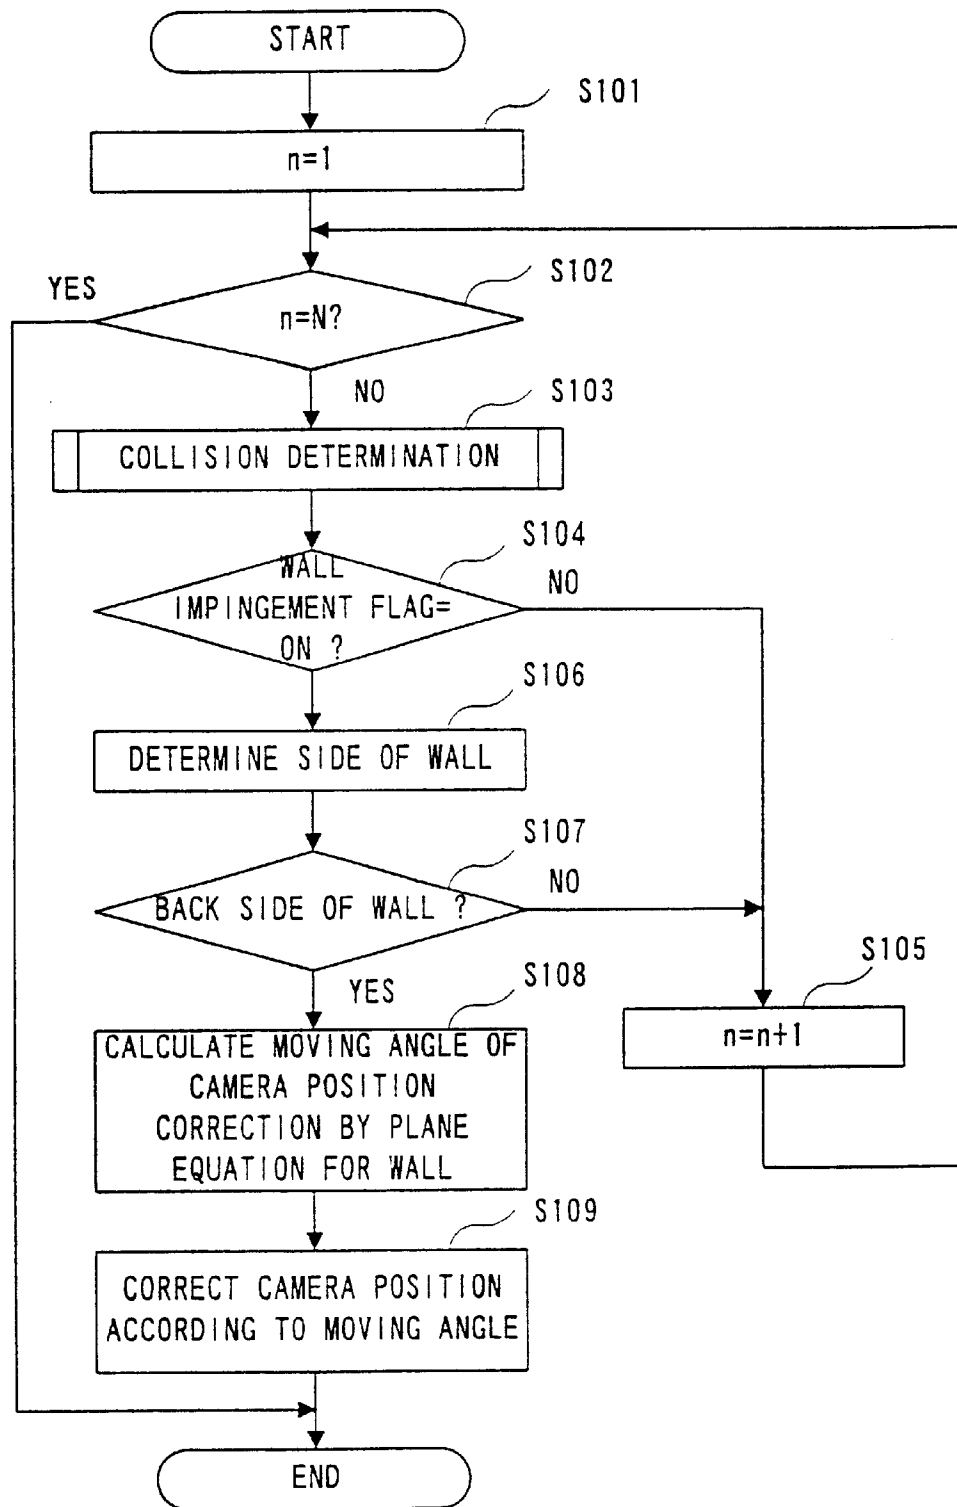 START
S101
n=1
S102
YES
n=N?
NO
S103
COLLISION DETERMINATION
S104
WALL
IMPINGEMENT FLAG=
ON ?
NO
S106
DETERMINE SIDE OF WALL
S107
BACK SIDE OF WALL ?
NO
S105
n=n+1
YES
S108
CALCULATE MOVING ANGLE OF
CAMERA POSITION
CORRECTION BY PLANE
EQUATION FOR WALL
S109
CORRECT CAMERA POSITION
ACCORDING TO MOVING ANGLE
END